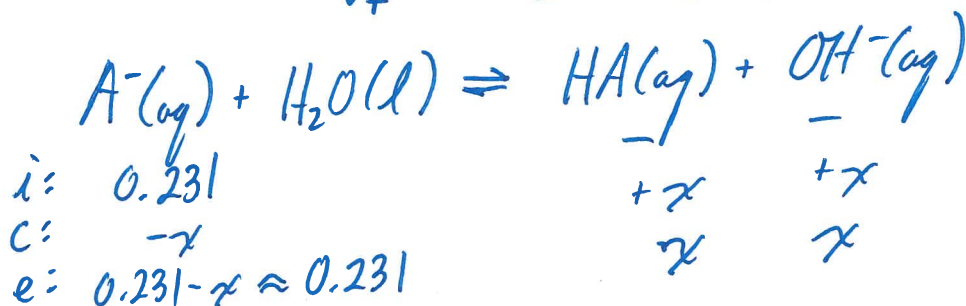 A⁻(aq) + H₂O(l) ⇌ HA(aq) + OH⁻(aq)
i: 0.231 — —
c: -x +x +x
e: 0.231-x ≈ 0.231 x x